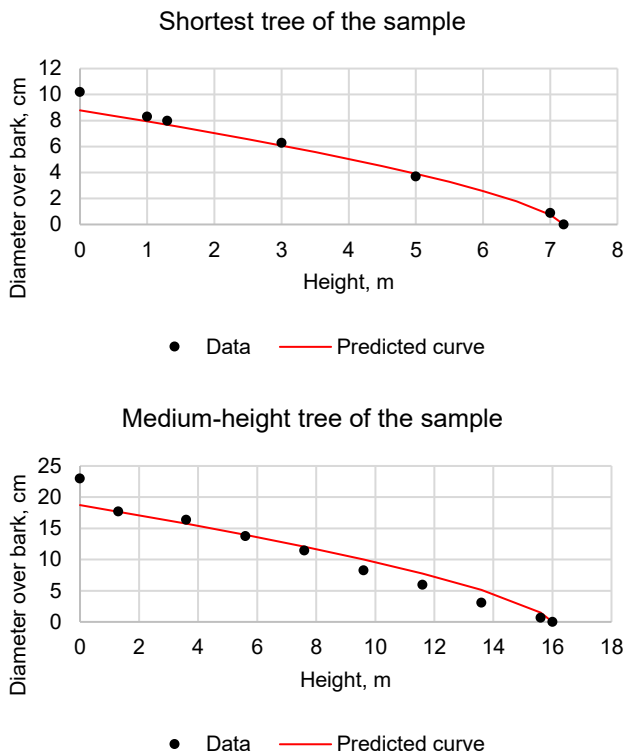 Shortest tree of the sample
Diameter over bark, cm
12
10
8
6
4
2
0
0 1 2 3 4 5 6 7 8
Height, m
Data Predicted curve
Medium-height tree of the sample
Diameter over bark, cm
25
20
15
10
5
0
0 2 4 6 8 10 12 14 16 18
Height, m
Data Predicted curve